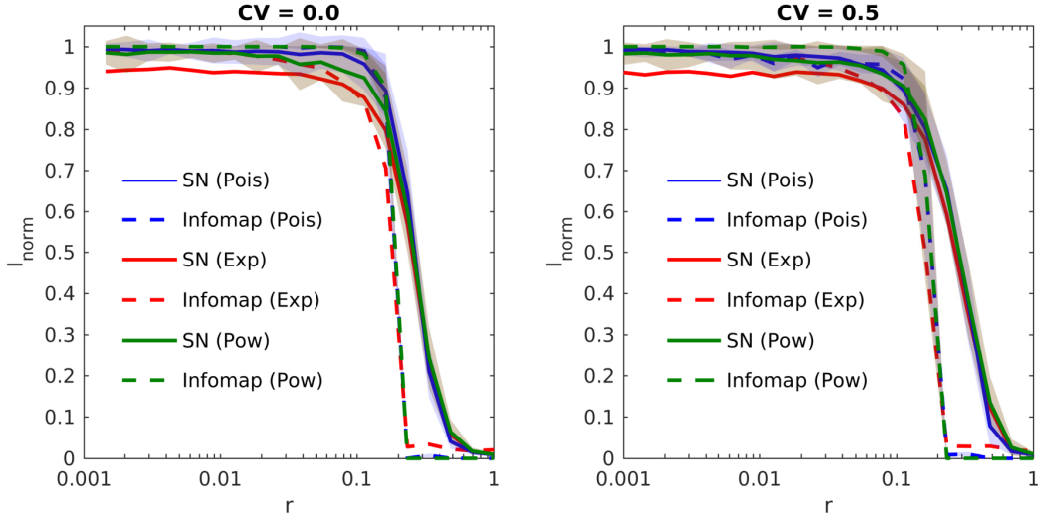 CV = 0.0
1
0.9
0.8
0.7
0.6
0.5
0.4
0.3
0.2
0.1
0
I_norm
SN (Pois)
Infomap (Pois)
SN (Exp)
Infomap (Exp)
SN (Pow)
Infomap (Pow)
0.001
0.01
0.1
1
r
CV = 0.5
1
0.9
0.8
0.7
0.6
0.5
0.4
0.3
0.2
0.1
0
I_norm
SN (Pois)
Infomap (Pois)
SN (Exp)
Infomap (Exp)
SN (Pow)
Infomap (Pow)
0.001
0.01
0.1
1
r